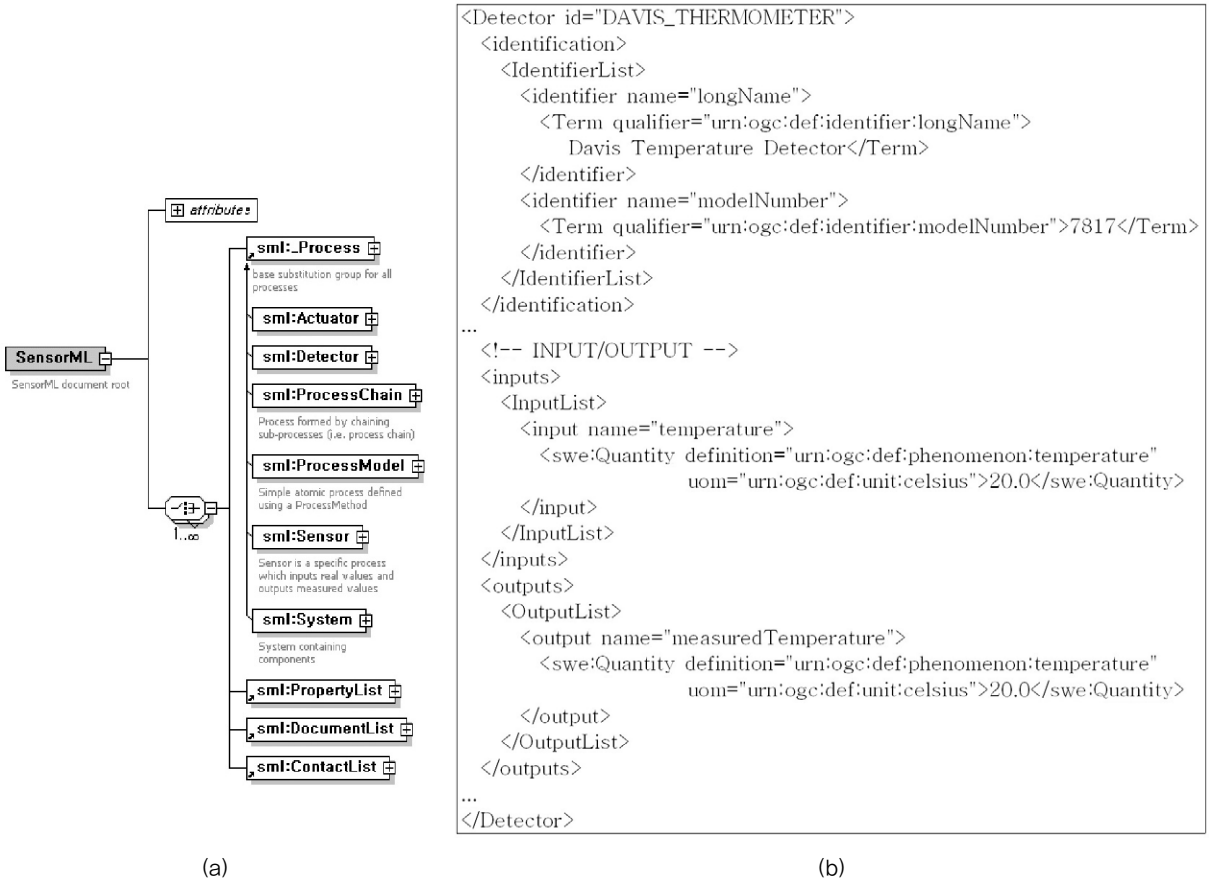 attributes
sml:_Process
base substitution group for all
processes
sml:Actuator
sml:Detector
SensorML
SensorML document root
sml:ProcessChain
Process formed by chaining
sub-processes (i.e. process chain)
sml:ProcessModel
Simple atomic process defined
using a ProcessMethod
1..∞
sml:Sensor
Sensor is a specific process
which inputs real values and
outputs measured values
sml:System
System containing
components
sml:PropertyList
sml:DocumentList
sml:ContactList
(a)
<Detector id="DAVIS_THERMOMETER">
<identification>
<IdentifierList>
<identifier name="longName">
<Term qualifier="urn:ogc:def:identifier:longName">
Davis Temperature Detector</Term>
</identifier>
<identifier name="modelNumber">
<Term qualifier="urn:ogc:def:identifier:modelNumber">7817</Term>
</identifier>
</IdentifierList>
</identification>
...
<!-- INPUT/OUTPUT -->
<inputs>
<InputList>
<input name="temperature">
<swe:Quantity definition="urn:ogc:def:phenomenon:temperature"
uom="urn:ogc:def:unit:celsius">20.0</swe:Quantity>
</input>
</InputList>
</inputs>
<outputs>
<OutputList>
<output name="measuredTemperature">
<swe:Quantity definition="urn:ogc:def:phenomenon:temperature"
uom="urn:ogc:def:unit:celsius">20.0</swe:Quantity>
</output>
</OutputList>
</outputs>
...
</Detector>
(b)